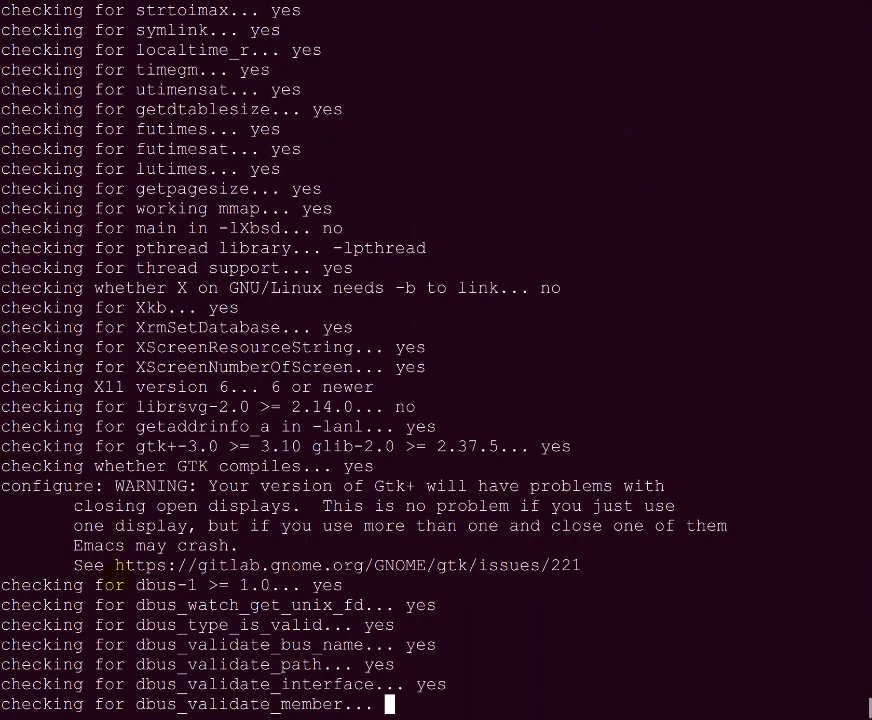 checking for strtoimax... yes
checking for symlink... yes
checking for localtime_r... yes
checking for timegm... yes
checking for utimensat... yes
checking for getdtablesize... yes
checking for futimes... yes
checking for futimesat... yes
checking for lutimes... yes
checking for getpagesize... yes
checking for working mmap... yes
checking for main in -lXbsd... no
checking for pthread library... -lpthread
checking for thread support... yes
checking whether X on GNU/Linux needs -b to link... no
checking for Xkb... yes
checking for XrmSetDatabase... yes
checking for XScreenResourceString... yes
checking for XScreenNumberOfScreen... yes
checking X11 version 6... 6 or newer
checking for librsvg-2.0 >= 2.14.0... no
checking for getaddrinfo_a in -lanl... yes
checking for gtk+-3.0 >= 3.10 glib-2.0 >= 2.37.5... yes
checking whether GTK compiles... yes
configure: WARNING: Your version of Gtk+ will have problems with
closing open displays.  This is no problem if you just use
one display, but if you use more than one and close one of them
Emacs may crash.
See https://gitlab.gnome.org/GNOME/gtk/issues/221
checking for dbus-1 >= 1.0... yes
checking for dbus_watch_get_unix_fd... yes
checking for dbus_type_is_valid... yes
checking for dbus_validate_bus_name... yes
checking for dbus_validate_path... yes
checking for dbus_validate_interface... yes
checking for dbus_validate_member...